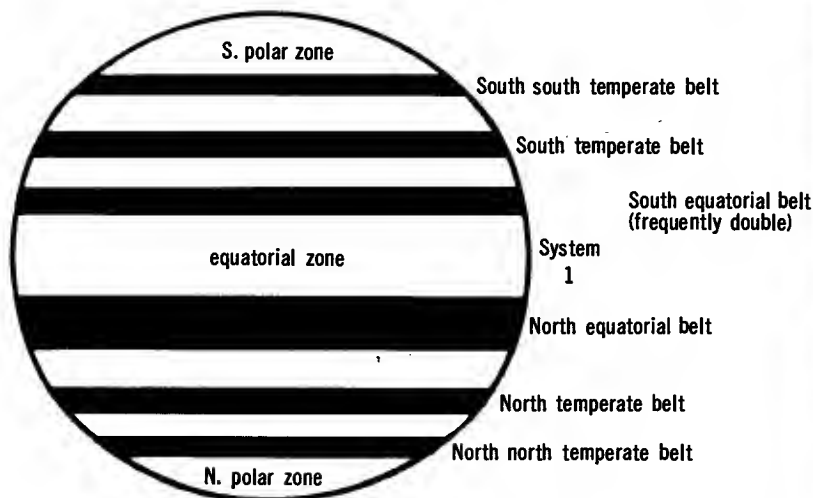 S. polar zone
South south temperate belt
South temperate belt
South equatorial belt
(frequently double)
equatorial zone
System
1
North equatorial belt
North temperate belt
North north temperate belt
N. polar zone